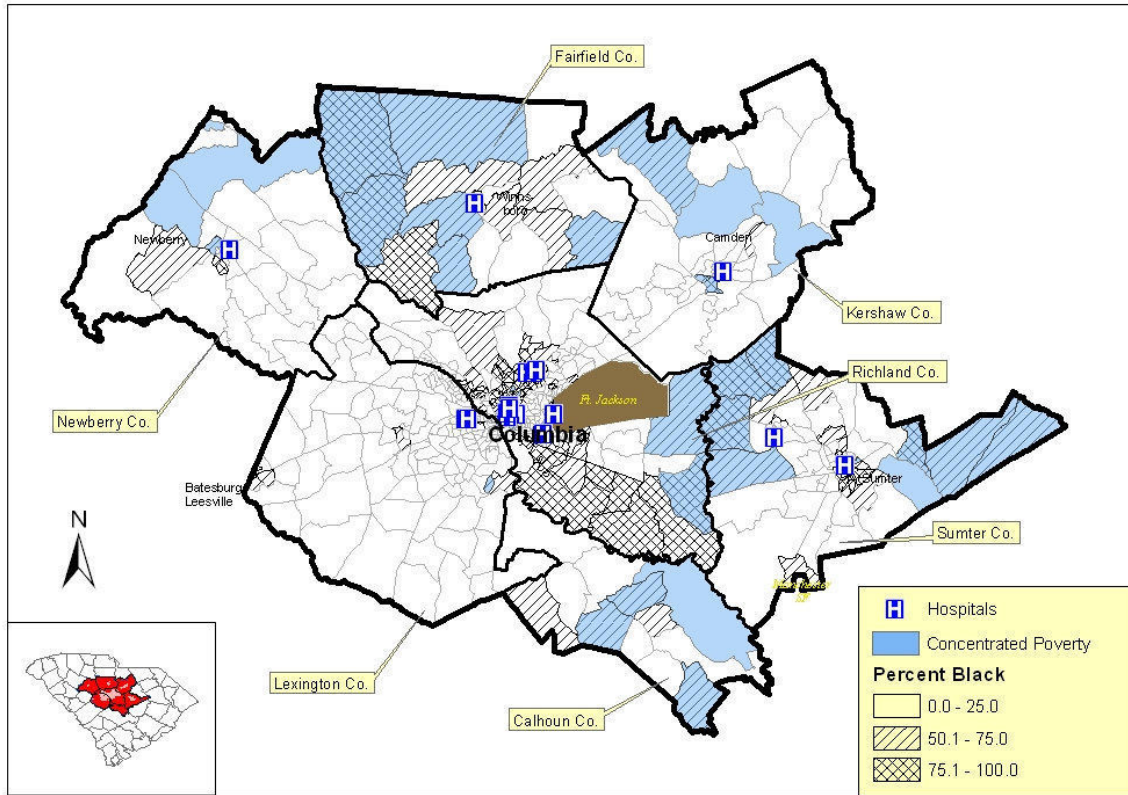 Fairfield Co.
Winns-
boro
Newberry
Camden
Kershaw Co.
Richland Co.
Ft. Jackson
Newberry Co.
Columbia
Batesburg
Leesville
Sumter
N
Sumter Co.
Lexington Co.
Calhoun Co.
H Hospitals
Concentrated Poverty
Percent Black
0.0 - 25.0
50.1 - 75.0
75.1 - 100.0